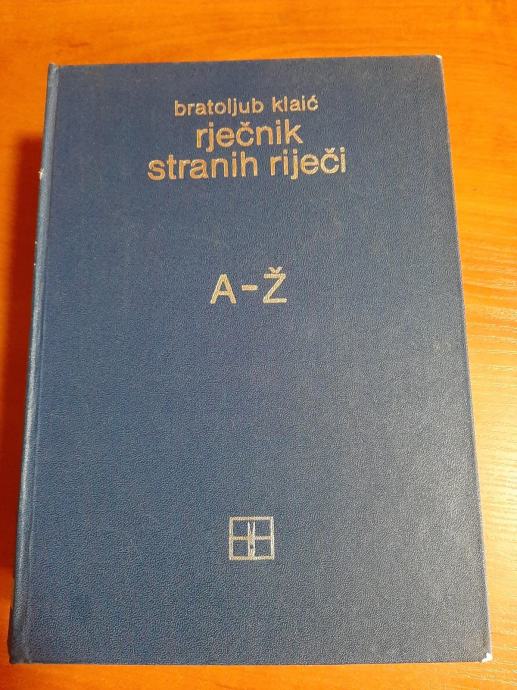 bratoljub klaić
rječnik
stranih riječi
A-Ž